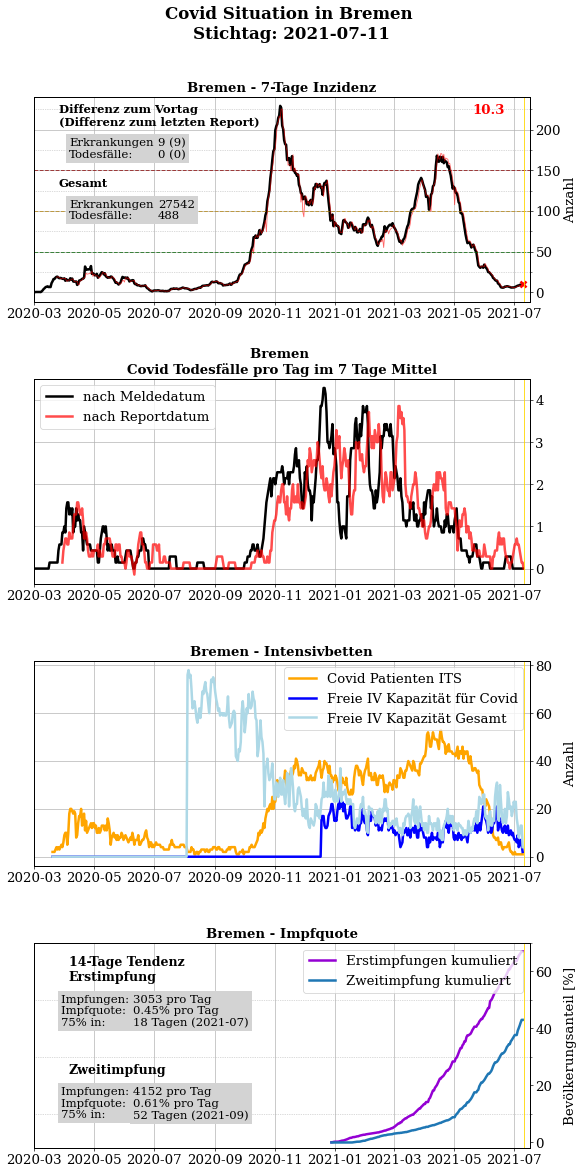 Covid Situation in Bremen
Stichtag: 2021-07-11
Bremen - 7-Tage Inzidenz
Differenz zum Vortag
(Differenz zum letzten Report)
Erkrankungen 9 (9)
Todesfälle: 0 (0)
Gesamt
Erkrankungen 27542
Todesfälle: 488
10.3
200
150
100
50
0
Anzahl
2020-03 2020-05 2020-07 2020-09 2020-11 2021-01 2021-03 2021-05 2021-07
Bremen
Covid Todesfälle pro Tag im 7 Tage Mittel
nach Meldedatum
nach Reportdatum
4
3
2
1
0
2020-03 2020-05 2020-07 2020-09 2020-11 2021-01 2021-03 2021-05 2021-07
Bremen - Intensivbetten
Covid Patienten ITS
Freie IV Kapazität für Covid
Freie IV Kapazität Gesamt
80
60
40
20
0
Anzahl
2020-03 2020-05 2020-07 2020-09 2020-11 2021-01 2021-03 2021-05 2021-07
Bremen - Impfquote
14-Tage Tendenz
Erstimpfung
Impfungen: 3053 pro Tag
Impfquote: 0.45% pro Tag
75% in: 18 Tagen (2021-07)
Zweitimpfung
Impfungen: 4152 pro Tag
Impfquote: 0.61% pro Tag
75% in: 52 Tagen (2021-09)
Erstimpfungen kumuliert
Zweitimpfung kumuliert
60
40
20
0
Bevölkerungsanteil [%]
2020-03 2020-05 2020-07 2020-09 2020-11 2021-01 2021-03 2021-05 2021-07